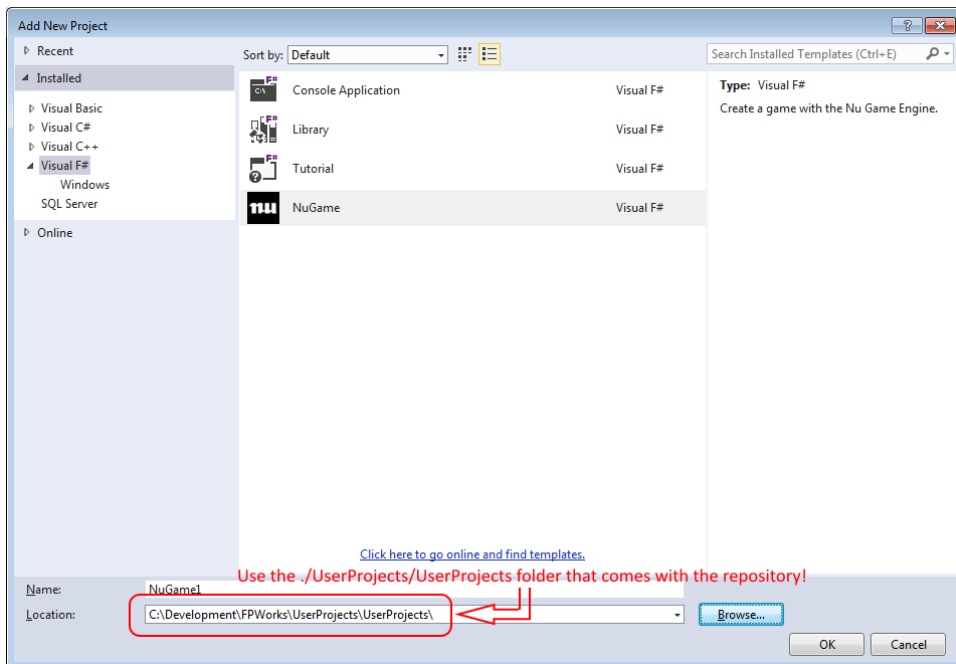 Add New Project
Recent
Sort by: Default
Search Installed Templates (Ctrl+E)
Installed
Visual Basic
Visual C#
Visual C++
Visual F#
Windows
SQL Server
Online
F#
C:\
Console Application Visual F#
F#
Library Visual F#
F#
Tutorial Visual F#
nu
NuGame Visual F#
Type: Visual F#
Create a game with the Nu Game Engine.
Click here to go online and find templates.
Use the ./UserProjects/UserProjects folder that comes with the repository!
Name: NuGame1
Location: C:\Development\FPWorks\UserProjects\UserProjects\
Browse...
OK Cancel